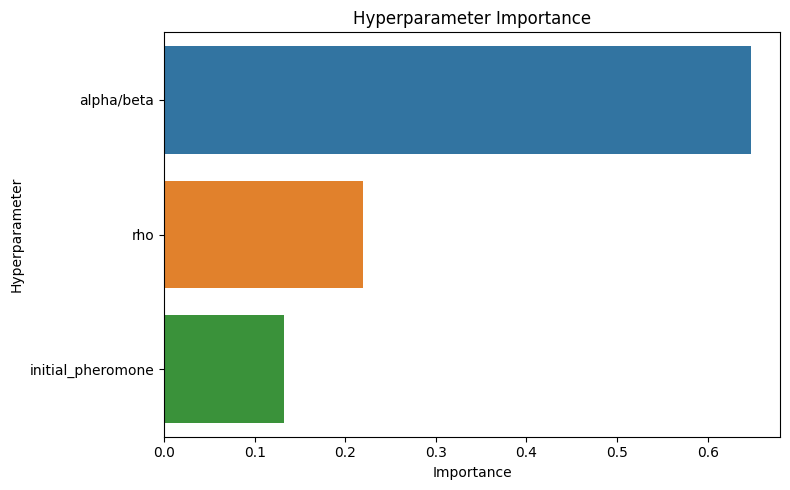 Hyperparameter Importance
Hyperparameter
alpha/beta
rho
initial_pheromone
0.0 0.1 0.2 0.3 0.4 0.5 0.6
Importance